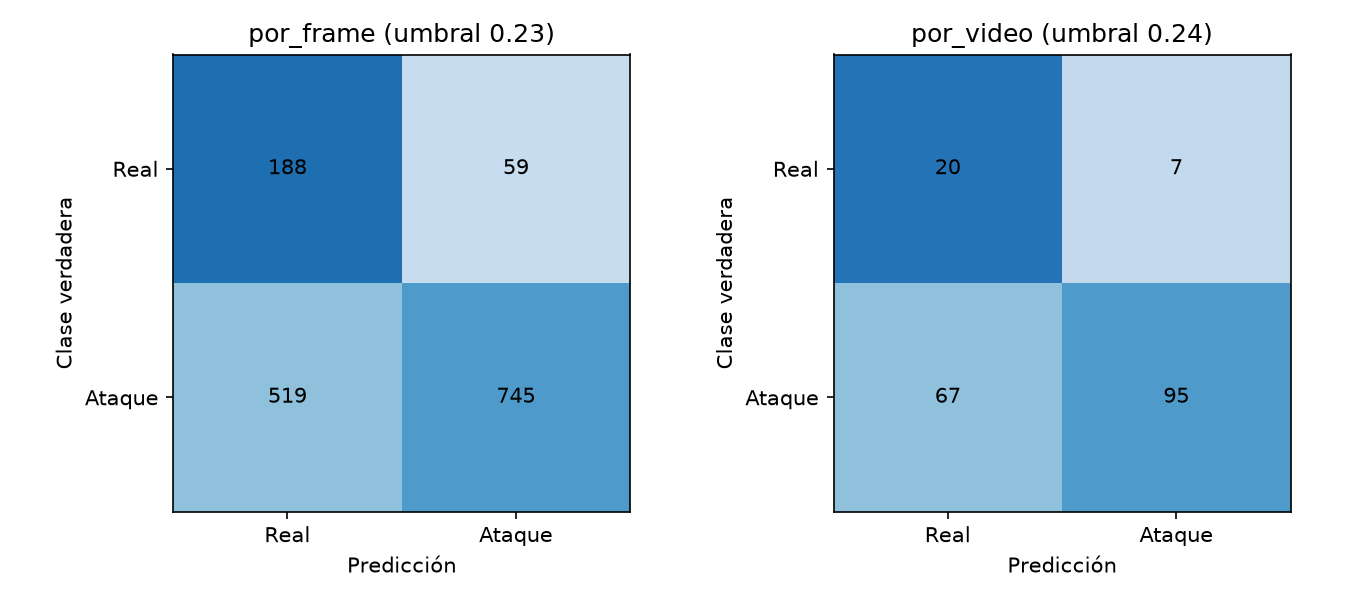 por_frame (umbral 0.23)
Clase verdadera
Real
188
59
Ataque
519
745
Real
Ataque
Predicción
por_video (umbral 0.24)
Clase verdadera
Real
20
7
Ataque
67
95
Real
Ataque
Predicción